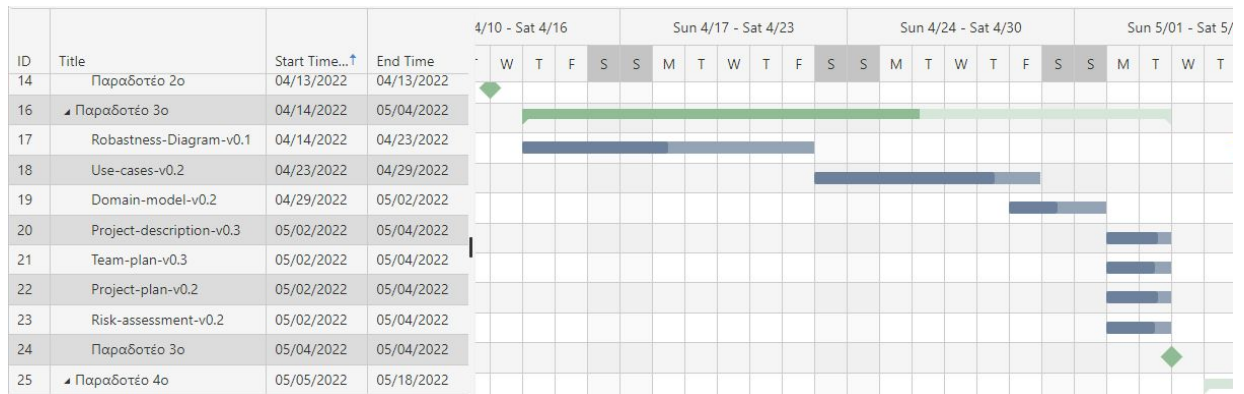 4/10 - Sat 4/16 Sun 4/17 - Sat 4/23 Sun 4/24 - Sat 4/30 Sun 5/01 - Sat 5/
ID Title Start Time...↑ End Time W T F S S M T W T F S S M T W T F S S M T W T
14 Παραδοτέο 2ο 04/13/2022 04/13/2022
16 Παραδοτέο 3ο 04/14/2022 05/04/2022
17 Robastness-Diagram-v0.1 04/14/2022 04/23/2022
18 Use-cases-v0.2 04/23/2022 04/29/2022
19 Domain-model-v0.2 04/29/2022 05/02/2022
20 Project-description-v0.3 05/02/2022 05/04/2022
21 Team-plan-v0.3 05/02/2022 05/04/2022
22 Project-plan-v0.2 05/02/2022 05/04/2022
23 Risk-assessment-v0.2 05/02/2022 05/04/2022
24 Παραδοτέο 3ο 05/04/2022 05/04/2022
25 Παραδοτέο 4ο 05/05/2022 05/18/2022